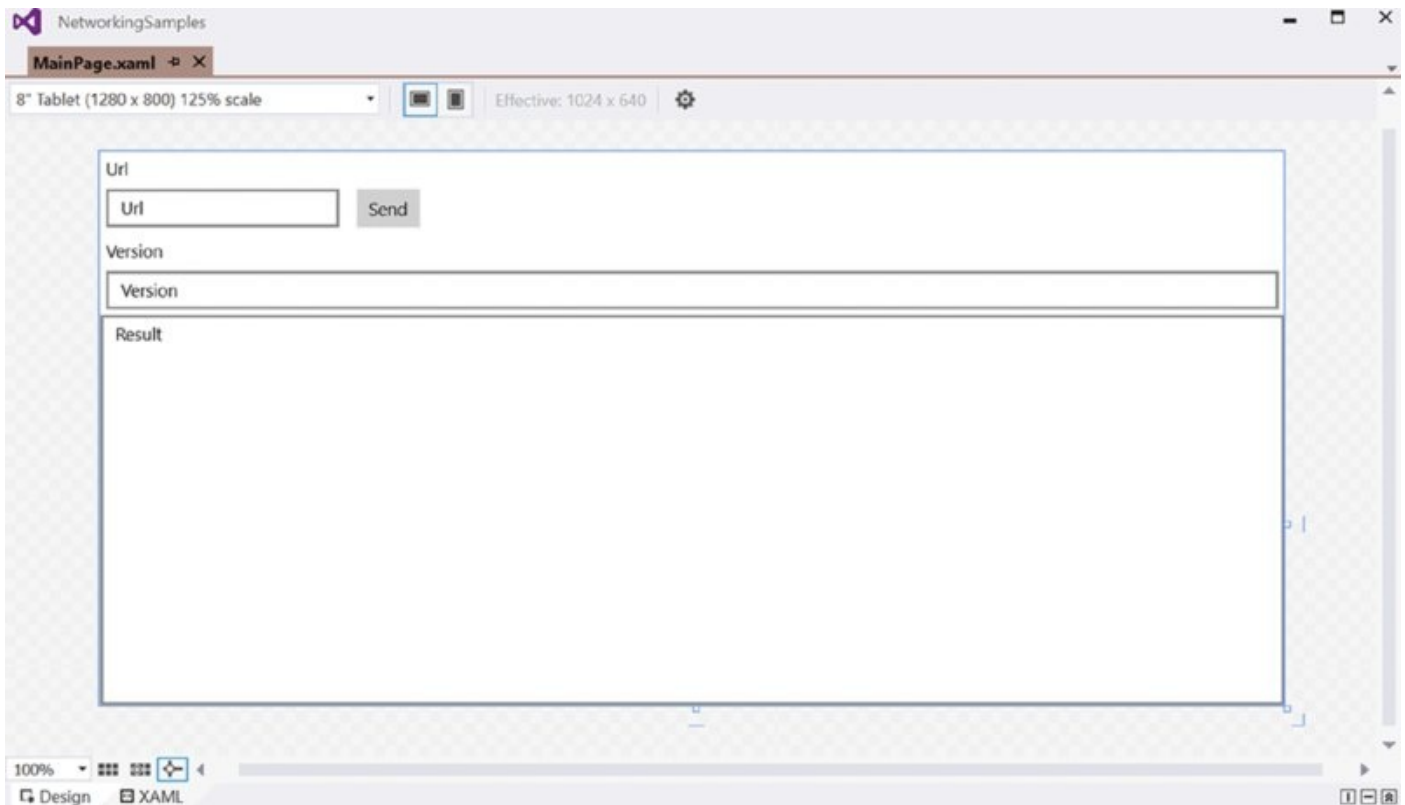 NetworkingSamples
MainPage.xaml
8" Tablet (1280 x 800) 125% scale Effective: 1024 x 640
Url
Url Send
Version
Version
Result
100%
Design XAML